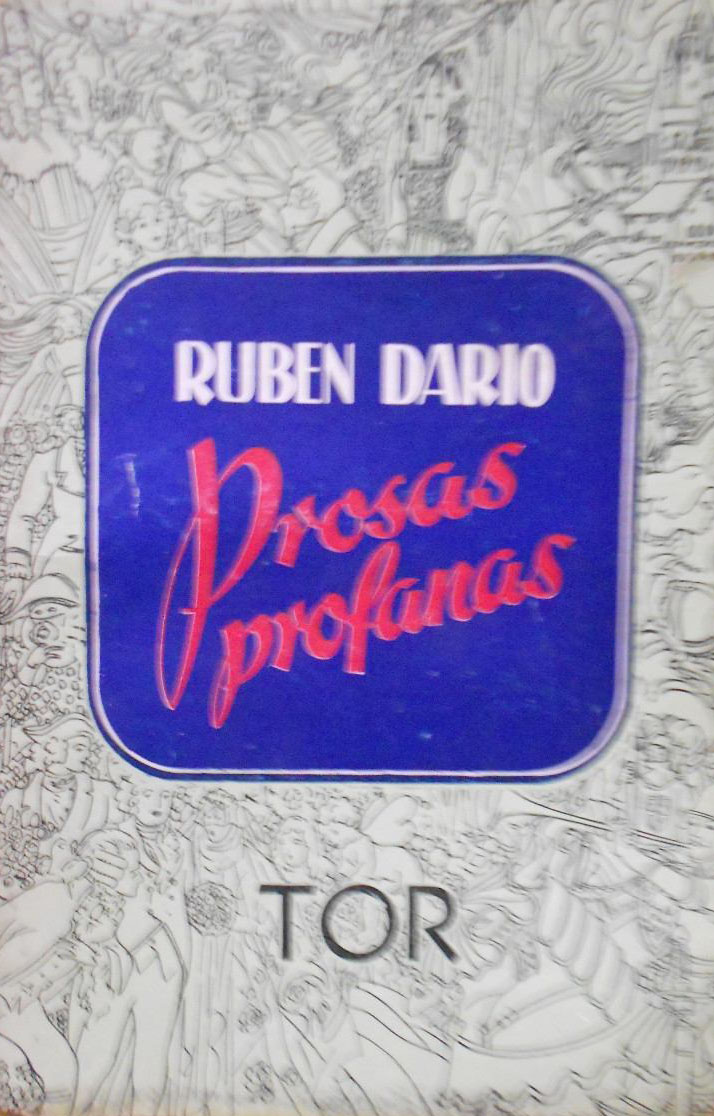 RUBEN DARIO
Prosas
profanas
TOR